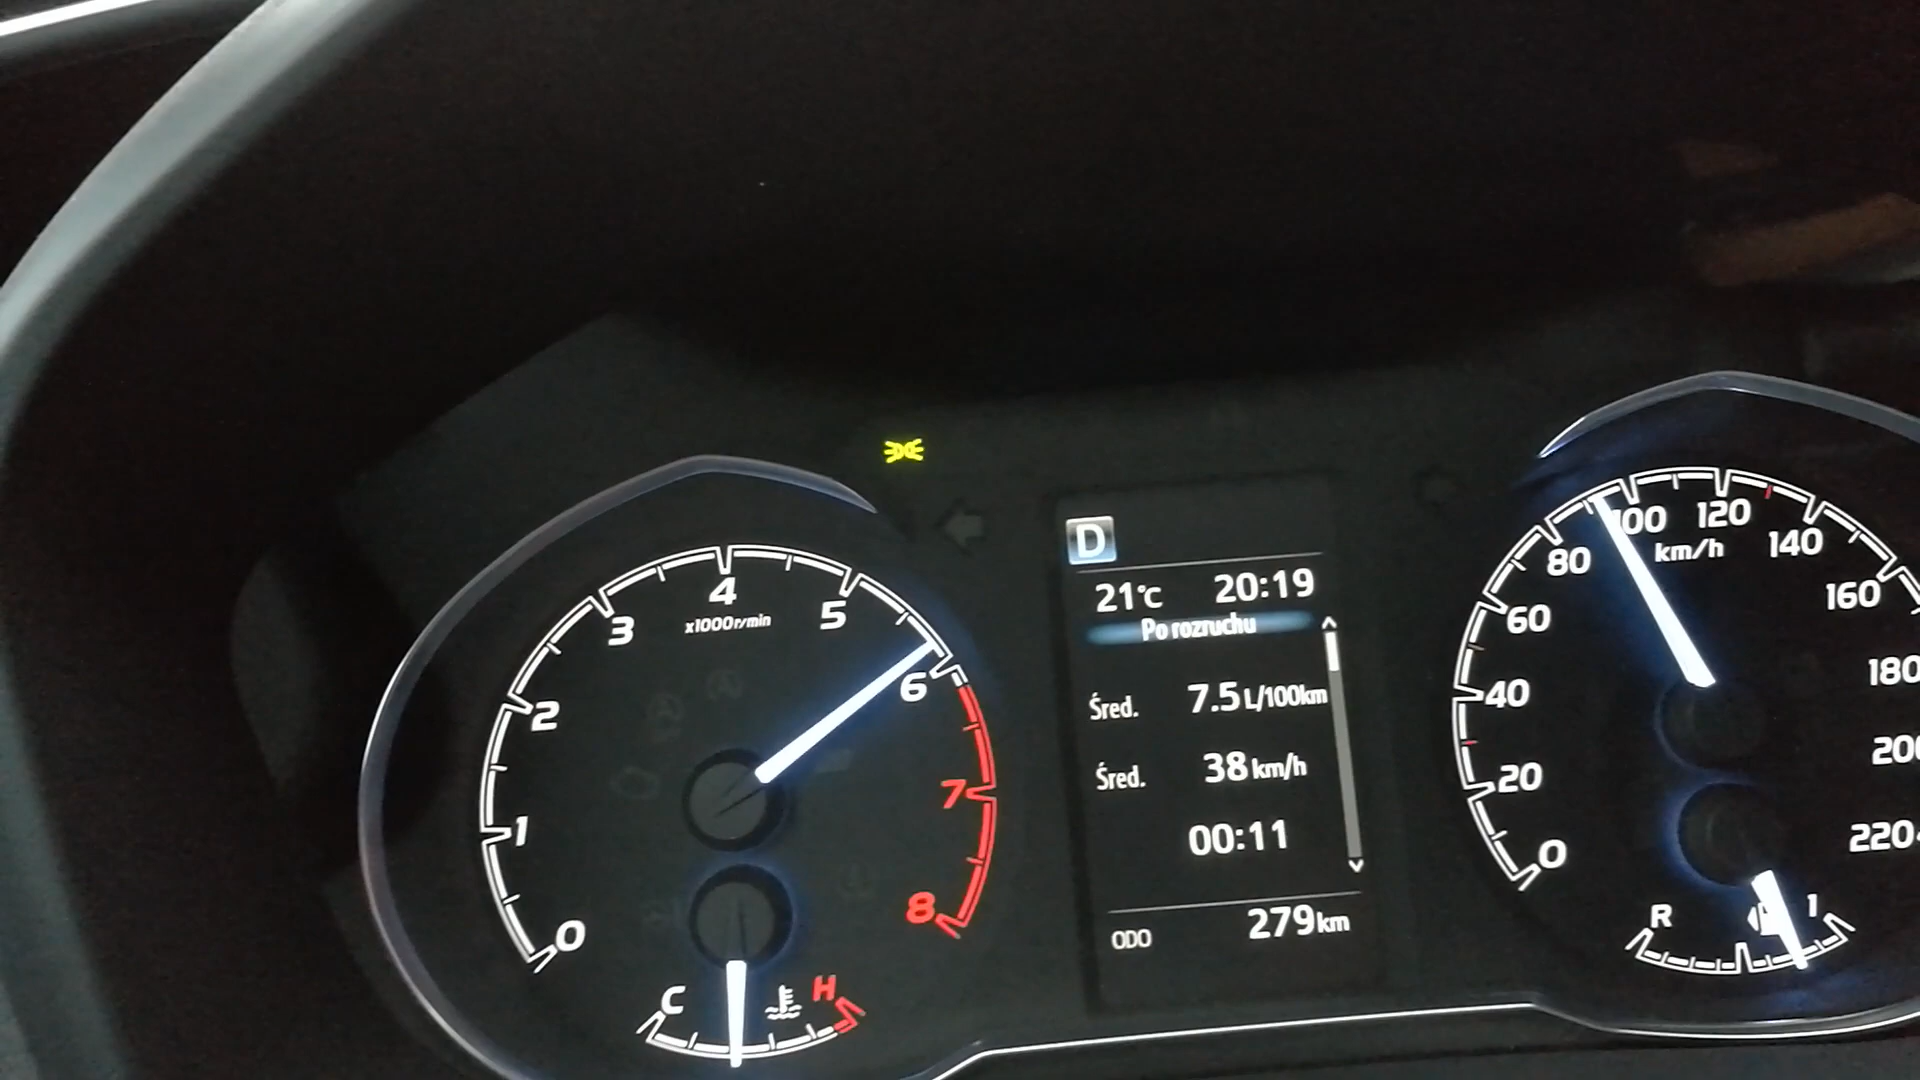 0
1
2
3
4
5
6
7
8
x1000r/min
C
H
D
21°C 20:19
Po rozruchu
Śred. 7.5 L/100km
Śred. 38 km/h
00:11
ODO 279 km
0
20
40
60
80
100
120
140
160
180
220
km/h
R
1